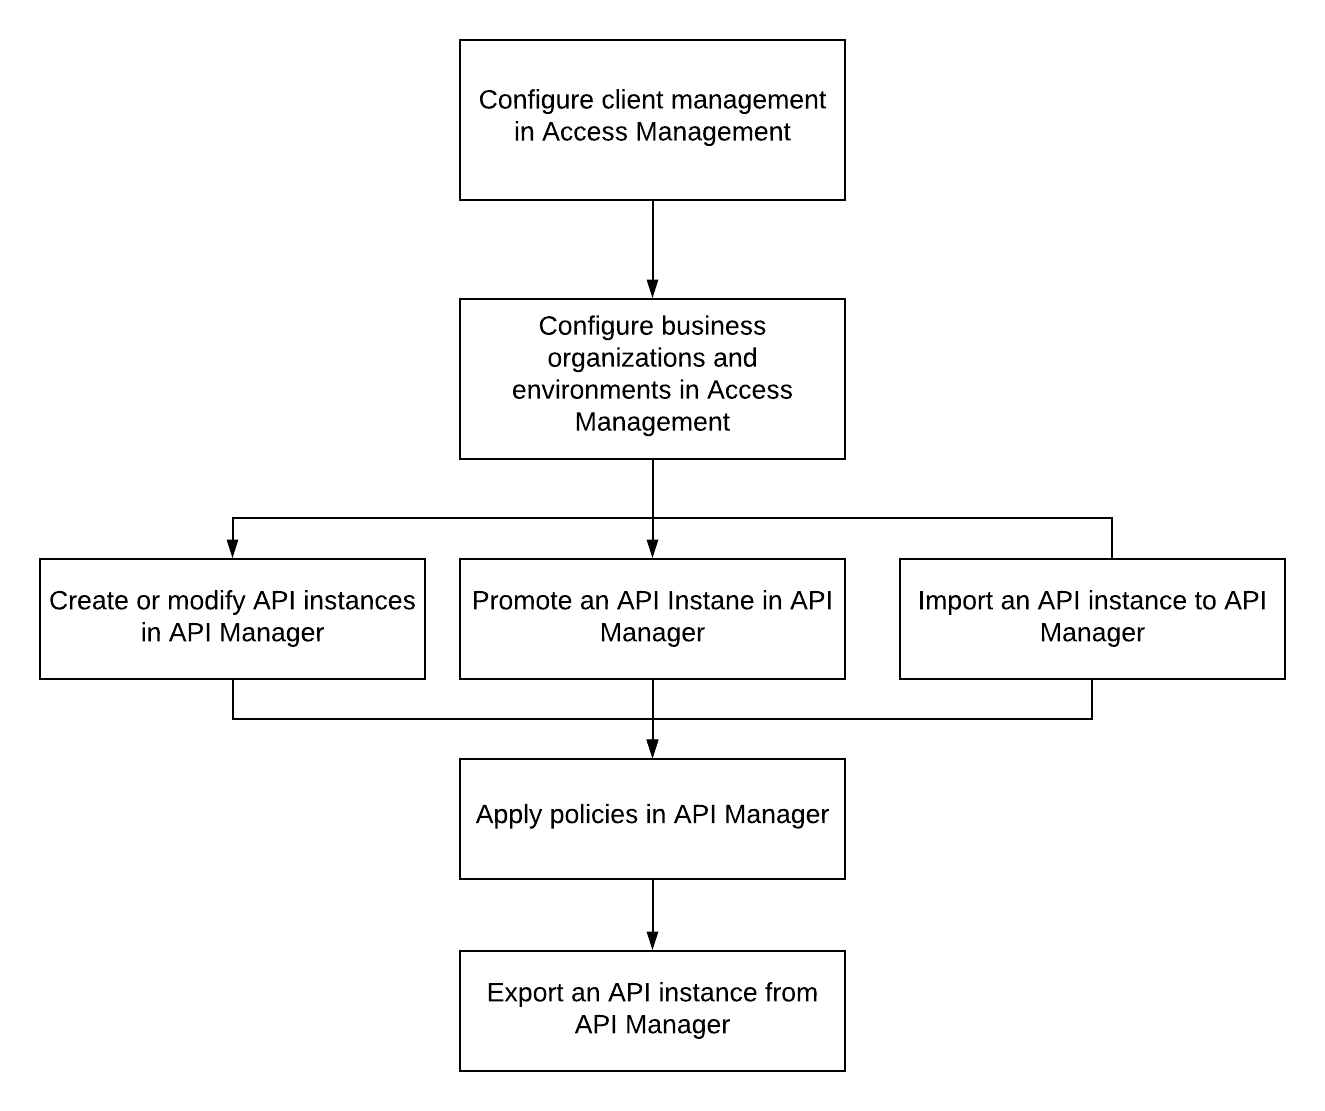 Configure client management
in Access Management
Configure business
organizations and
environments in Access
Management
Create or modify API instances
in API Manager
Promote an API Instane in API
Manager
Import an API instance to API
Manager
Apply policies in API Manager
Export an API instance from
API Manager